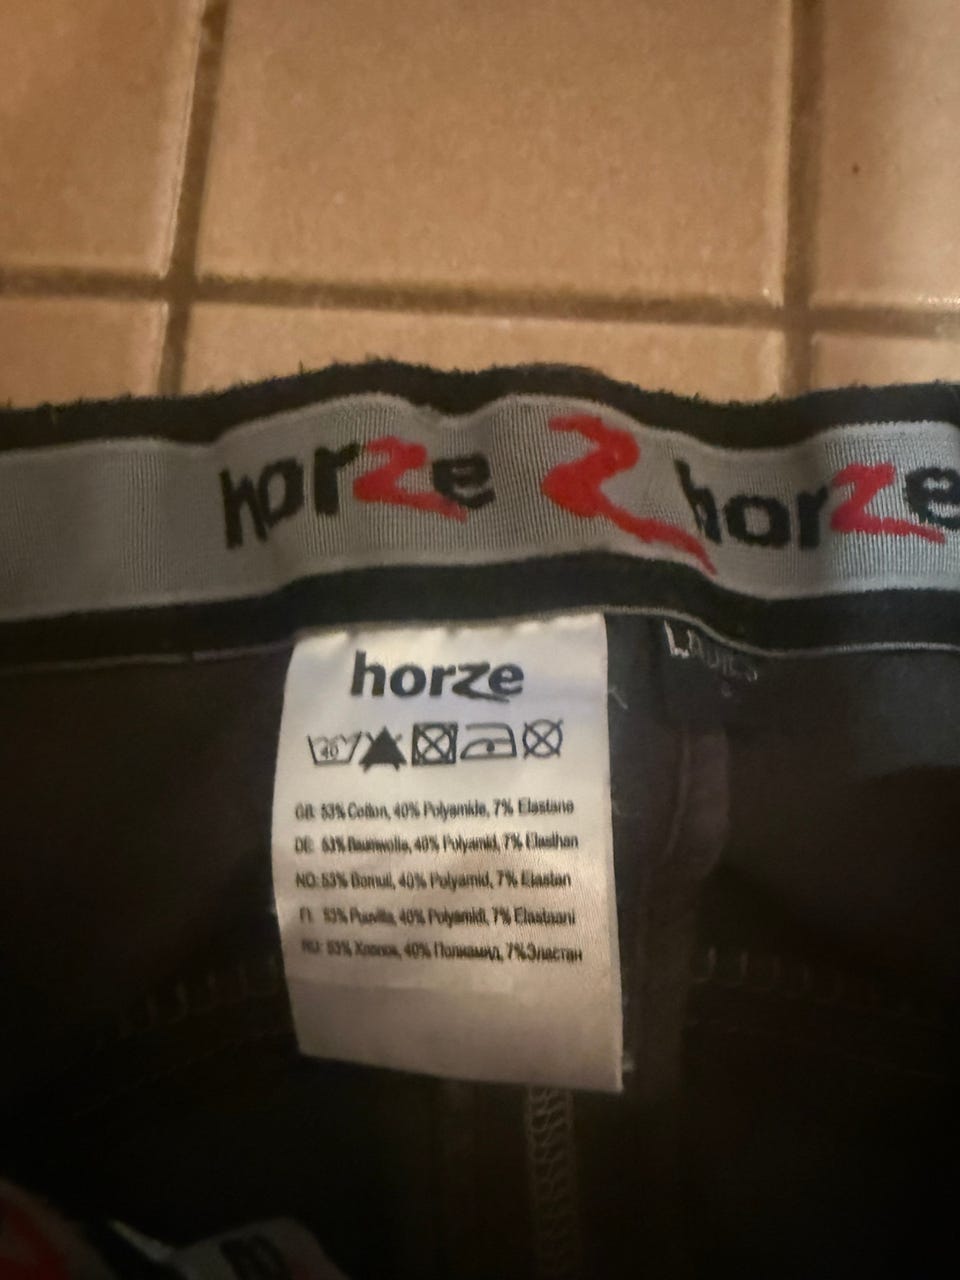 horze Z horze
LADIES
horze
40
GB: 53% Cotton, 40% Polyamide, 7% Elastane
DE: 53% Baumwolle, 40% Polyamid, 7% Elasthan
NO: 53% Bomull, 40% Polyamid, 7% Elastan
FI: 53% Puuvilla, 40% Polyamidi, 7% Elastaani
RU: 53% Хлопок, 40% Полиамид, 7% Эластан